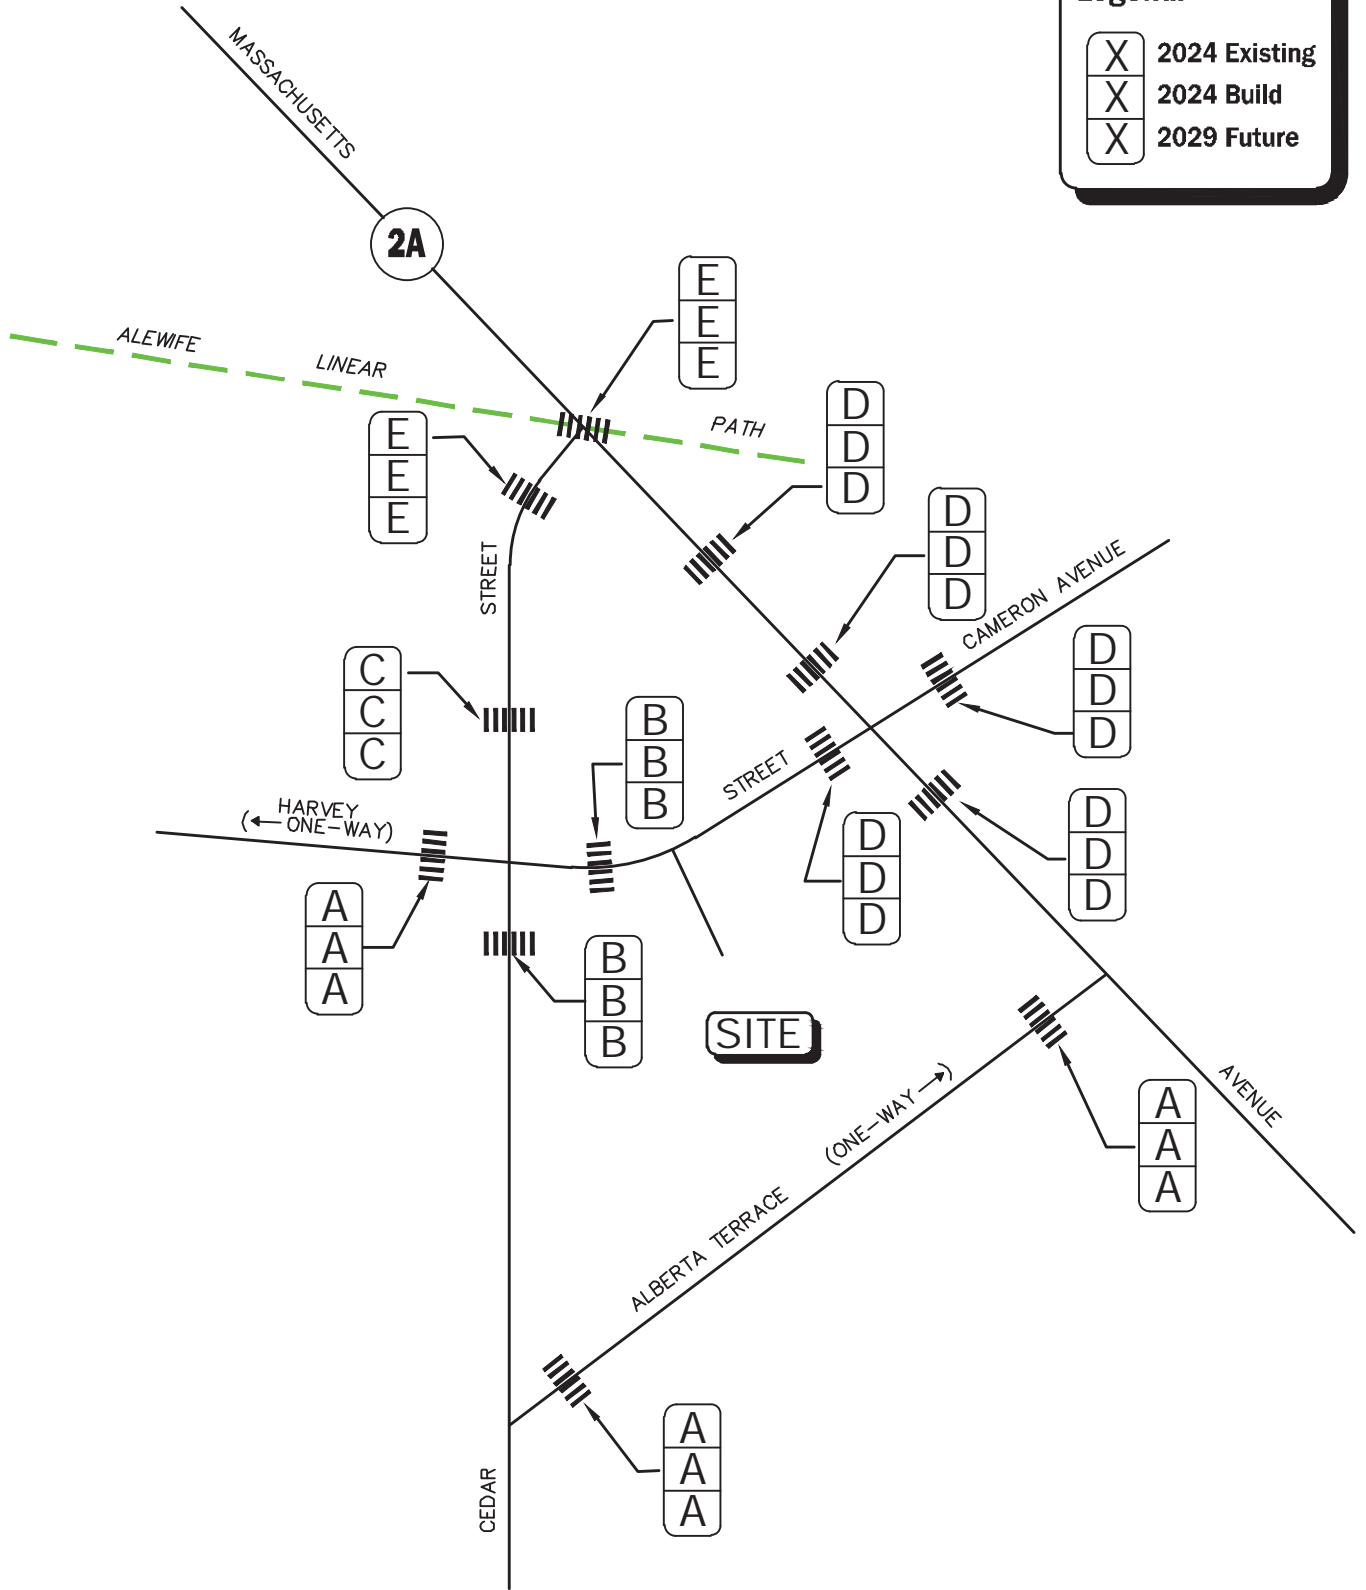 X 2024 Existing
X 2024 Build
X 2029 Future
MASSACHUSETTS
2A
ALEWIFE
LINEAR
PATH
E
E
E
E
E
E
D
D
D
D
D
D
STREET
CAMERON AVENUE
D
D
D
C
C
C
B
B
B
STREET
HARVEY
(← ONE-WAY)
D
D
D
D
D
D
A
A
A
B
B
B
SITE
(ONE-WAY →)
AVENUE
A
A
A
ALBERTA TERRACE
A
A
A
CEDAR